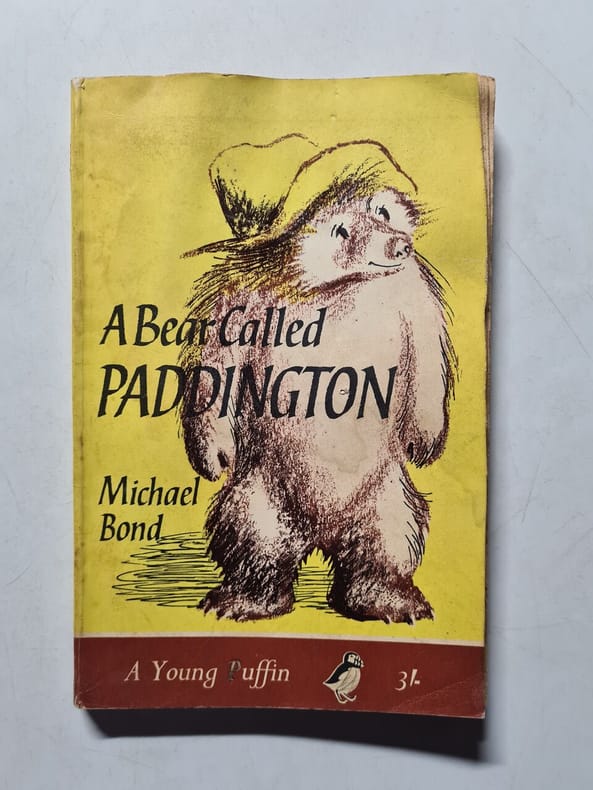 A Bear Called
PADDINGTON
Michael
Bond
A Young Puffin
3/-